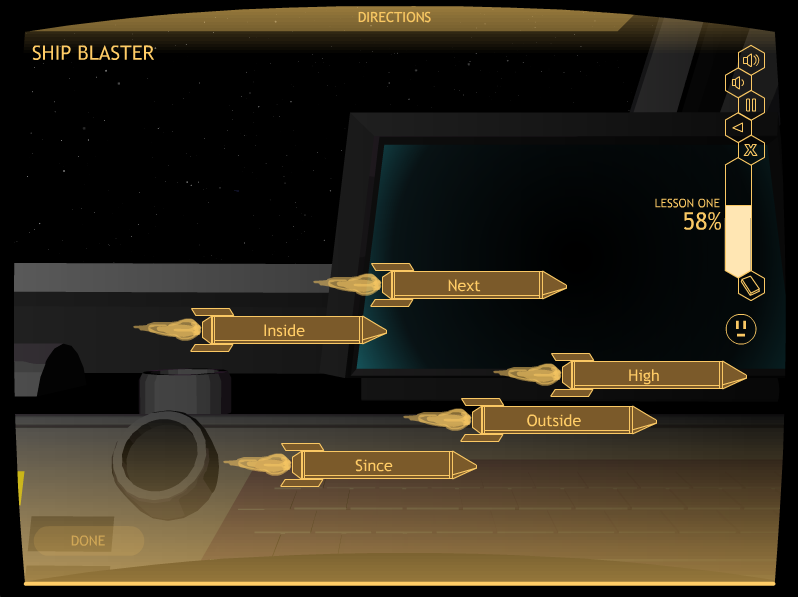 DIRECTIONS
SHIP BLASTER
LESSON ONE
58%
Next
Inside
High
Outside
Since
DONE